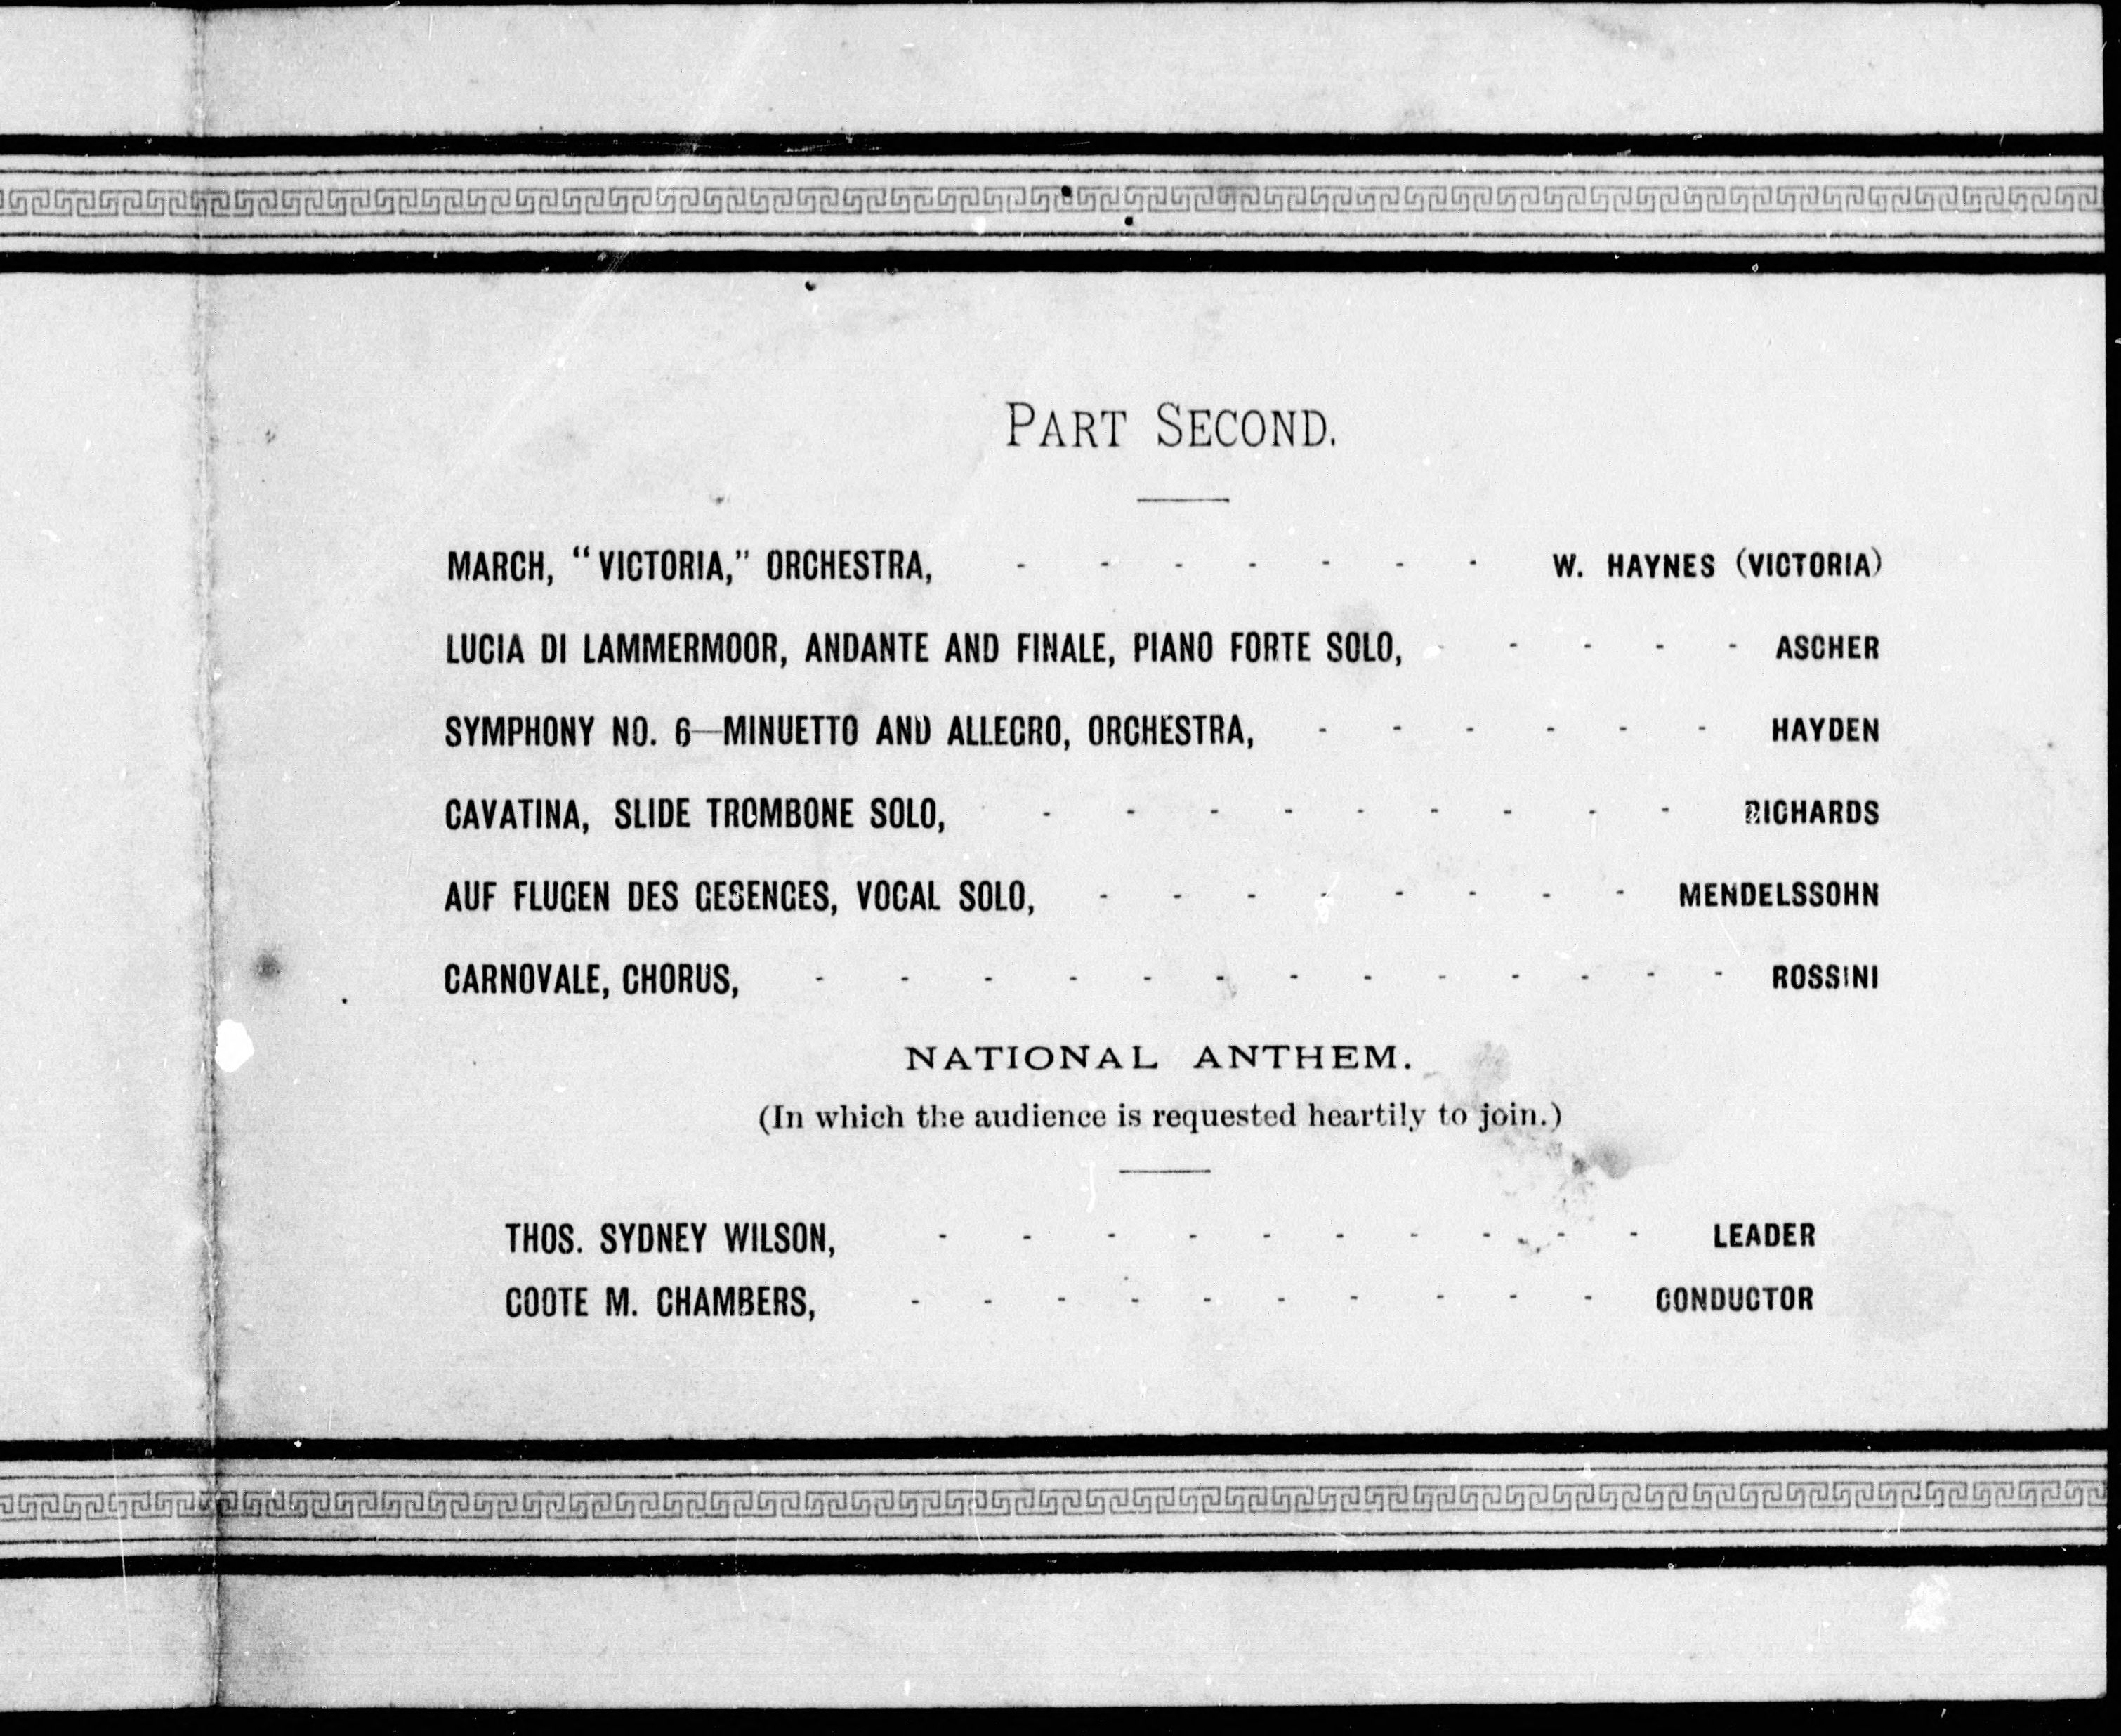 PART SECOND.
MARCH, "VICTORIA," ORCHESTRA, - - - - - - - W. HAYNES (VICTORIA)
LUCIA DI LAMMERMOOR, ANDANTE AND FINALE, PIANO FORTE SOLO, - - - - - ASCHER
SYMPHONY NO. 6—MINUETTO AND ALLEGRO, ORCHESTRA, - - - - - - HAYDEN
CAVATINA, SLIDE TROMBONE SOLO, - - - - - - - - - RICHARDS
AUF FLUGEN DES GESENGES, VOCAL SOLO, - - - - - - - - MENDELSSOHN
CARNOVALE, CHORUS, - - - - - - - - - - - - - ROSSINI
NATIONAL ANTHEM.
(In which the audience is requested heartily to join.)
THOS. SYDNEY WILSON, - - - - - - - - - - LEADER
COOTE M. CHAMBERS, - - - - - - - - - - CONDUCTOR